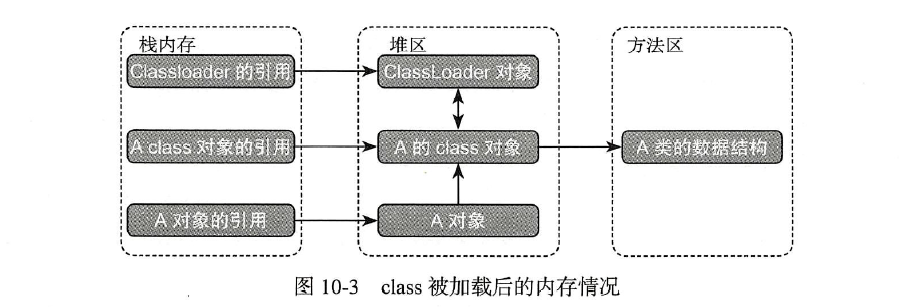 栈内存
Classloader 的引用
A class 对象的引用
A 对象的引用
堆区
ClassLoader 对象
A 的 class 对象
A 对象
方法区
A 类的数据结构
图 10-3 class 被加载后的内存情况